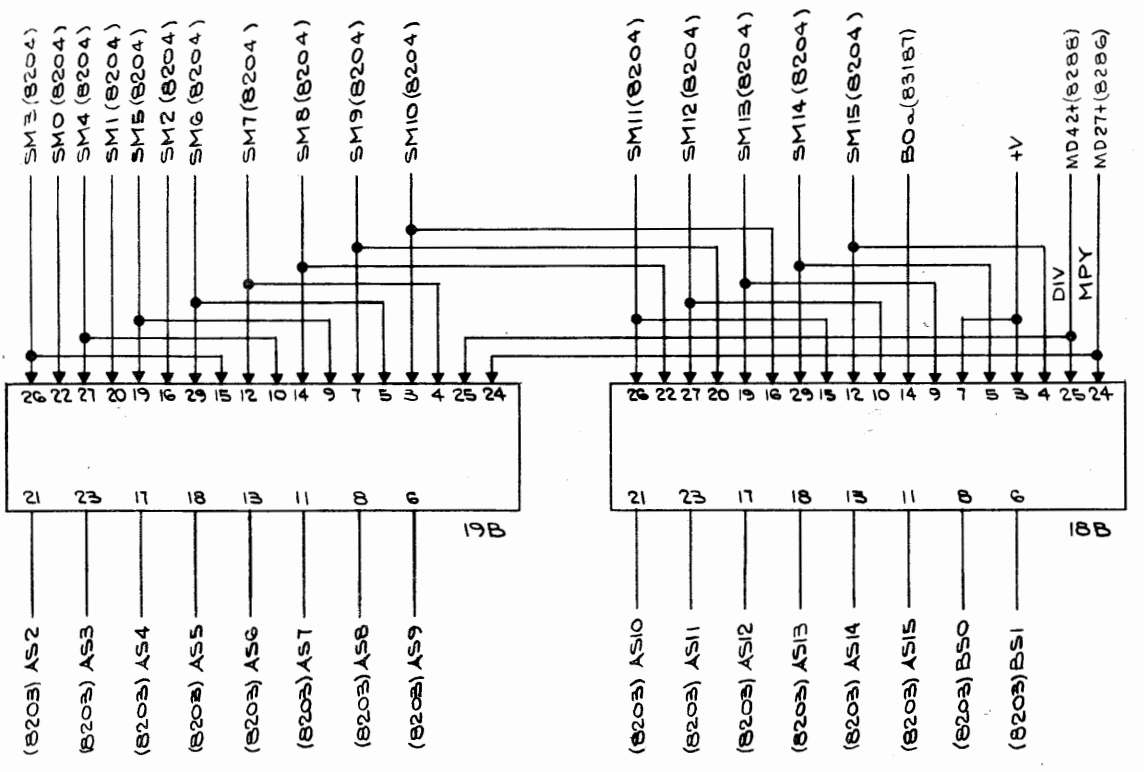 SM3(8204)
SM0(8204)
SM4(8204)
SM1(8204)
SM5(8204)
SM2(8204)
SM6(8204)
SM7(8204)
SM8(8204)
SM9(8204)
SM10(8204)
SM11(8204)
SM12(8204)
SM13(8204)
SM14(8204)
SM15(8204)
B0a(83187)
+V
MD42+(8288)
MD27+(8286)
DIV
MPY
26 22 27 20 19 16 29 15 12 10 14 9 7 5 3 4 25 24
26 22 27 20 19 16 29 15 12 10 14 9 7 5 3 4 25 24
21 23 17 18 13 11 8 6
21 23 17 18 13 11 8 6
19B
18B
(8203) AS2
(8203) AS3
(8203) AS4
(8203) AS5
(8203) AS6
(8203) AS7
(8203) AS8
(8203) AS9
(8203) AS10
(8203) AS11
(8203) AS12
(8203) AS13
(8203) AS14
(8203) AS15
(8203) BS0
(8203) BS1